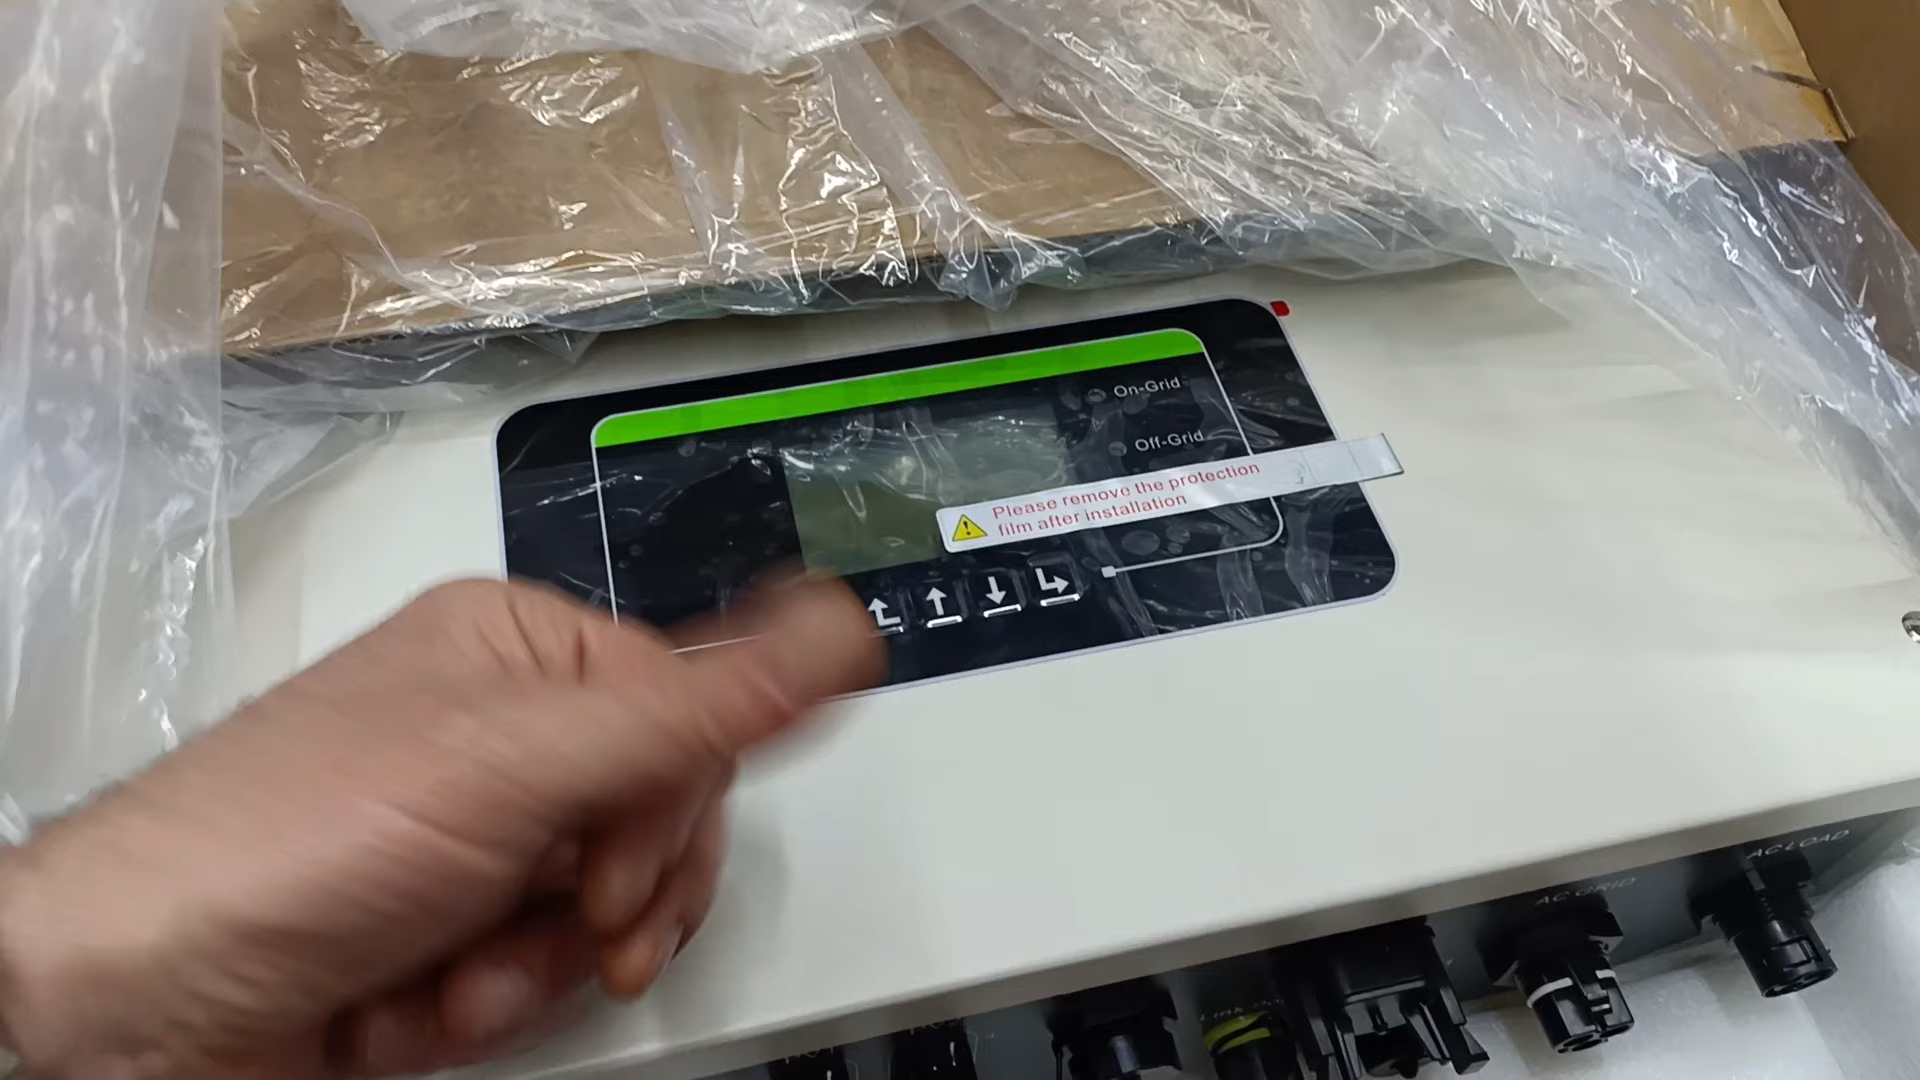 On-Grid
Off-Grid
Please remove the protection
film after installation
AC LOAD
AC GRID